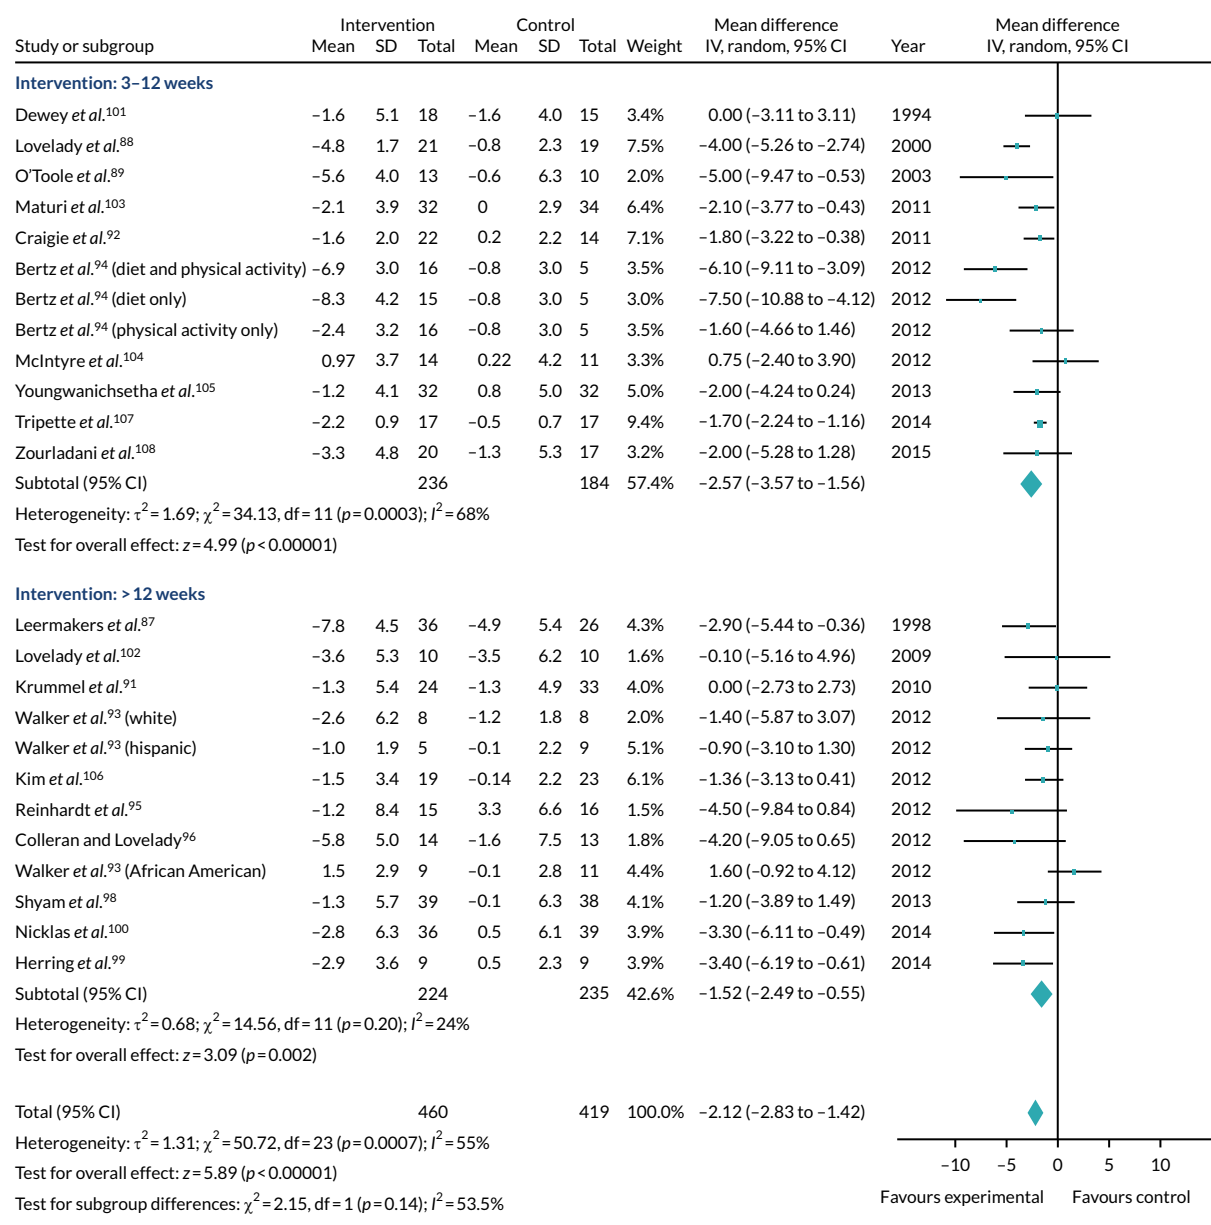 Intervention Control Mean difference Mean difference
Study or subgroup Mean SD Total Mean SD Total Weight IV, random, 95% CI Year IV, random, 95% CI
Intervention: 3–12 weeks
Dewey et al.101 –1.6 5.1 18 –1.6 4.0 15 3.4% 0.00 (–3.11 to 3.11) 1994
Lovelady et al.88 –4.8 1.7 21 –0.8 2.3 19 7.5% –4.00 (–5.26 to –2.74) 2000
O’Toole et al.89 –5.6 4.0 13 –0.6 6.3 10 2.0% –5.00 (–9.47 to –0.53) 2003
Maturi et al.103 –2.1 3.9 32 0 2.9 34 6.4% –2.10 (–3.77 to –0.43) 2011
Craigie et al.92 –1.6 2.0 22 0.2 2.2 14 7.1% –1.80 (–3.22 to –0.38) 2011
Bertz et al.94 (diet and physical activity) –6.9 3.0 16 –0.8 3.0 5 3.5% –6.10 (–9.11 to –3.09) 2012
Bertz et al.94 (diet only) –8.3 4.2 15 –0.8 3.0 5 3.0% –7.50 (–10.88 to –4.12) 2012
Bertz et al.94 (physical activity only) –2.4 3.2 16 –0.8 3.0 5 3.5% –1.60 (–4.66 to 1.46) 2012
McIntyre et al.104 0.97 3.7 14 0.22 4.2 11 3.3% 0.75 (–2.40 to 3.90) 2012
Youngwanichsetha et al.105 –1.2 4.1 32 0.8 5.0 32 5.0% –2.00 (–4.24 to 0.24) 2013
Tripette et al.107 –2.2 0.9 17 –0.5 0.7 17 9.4% –1.70 (–2.24 to –1.16) 2014
Zourladani et al.108 –3.3 4.8 20 –1.3 5.3 17 3.2% –2.00 (–5.28 to 1.28) 2015
Subtotal (95% CI) 236 184 57.4% –2.57 (–3.57 to –1.56)
Heterogeneity: τ2=1.69; χ2=34.13, df=11 (p=0.0003); I2=68%
Test for overall effect: z=4.99 (p<0.00001)
Intervention: >12 weeks
Leermakers et al.87 –7.8 4.5 36 –4.9 5.4 26 4.3% –2.90 (–5.44 to –0.36) 1998
Lovelady et al.102 –3.6 5.3 10 –3.5 6.2 10 1.6% –0.10 (–5.16 to 4.96) 2009
Krummel et al.91 –1.3 5.4 24 –1.3 4.9 33 4.0% 0.00 (–2.73 to 2.73) 2010
Walker et al.93 (white) –2.6 6.2 8 –1.2 1.8 8 2.0% –1.40 (–5.87 to 3.07) 2012
Walker et al.93 (hispanic) –1.0 1.9 5 –0.1 2.2 9 5.1% –0.90 (–3.10 to 1.30) 2012
Kim et al.106 –1.5 3.4 19 –0.14 2.2 23 6.1% –1.36 (–3.13 to 0.41) 2012
Reinhardt et al.95 –1.2 8.4 15 3.3 6.6 16 1.5% –4.50 (–9.84 to 0.84) 2012
Colleran and Lovelady96 –5.8 5.0 14 –1.6 7.5 13 1.8% –4.20 (–9.05 to 0.65) 2012
Walker et al.93 (African American) 1.5 2.9 9 –0.1 2.8 11 4.4% 1.60 (–0.92 to 4.12) 2012
Shyam et al.98 –1.3 5.7 39 –0.1 6.3 38 4.1% –1.20 (–3.89 to 1.49) 2013
Nicklas et al.100 –2.8 6.3 36 0.5 6.1 39 3.9% –3.30 (–6.11 to –0.49) 2014
Herring et al.99 –2.9 3.6 9 0.5 2.3 9 3.9% –3.40 (–6.19 to –0.61) 2014
Subtotal (95% CI) 224 235 42.6% –1.52 (–2.49 to –0.55)
Heterogeneity: τ2=0.68; χ2=14.56, df=11 (p=0.20); I2=24%
Test for overall effect: z=3.09 (p=0.002)
Total (95% CI) 460 419 100.0% –2.12 (–2.83 to –1.42)
Heterogeneity: τ2=1.31; χ2=50.72, df=23 (p=0.0007); I2=55%
Test for overall effect: z=5.89 (p<0.00001)
Test for subgroup differences: χ2=2.15, df=1 (p=0.14); I2=53.5%
–10 –5 0 5 10
Favours experimental Favours control